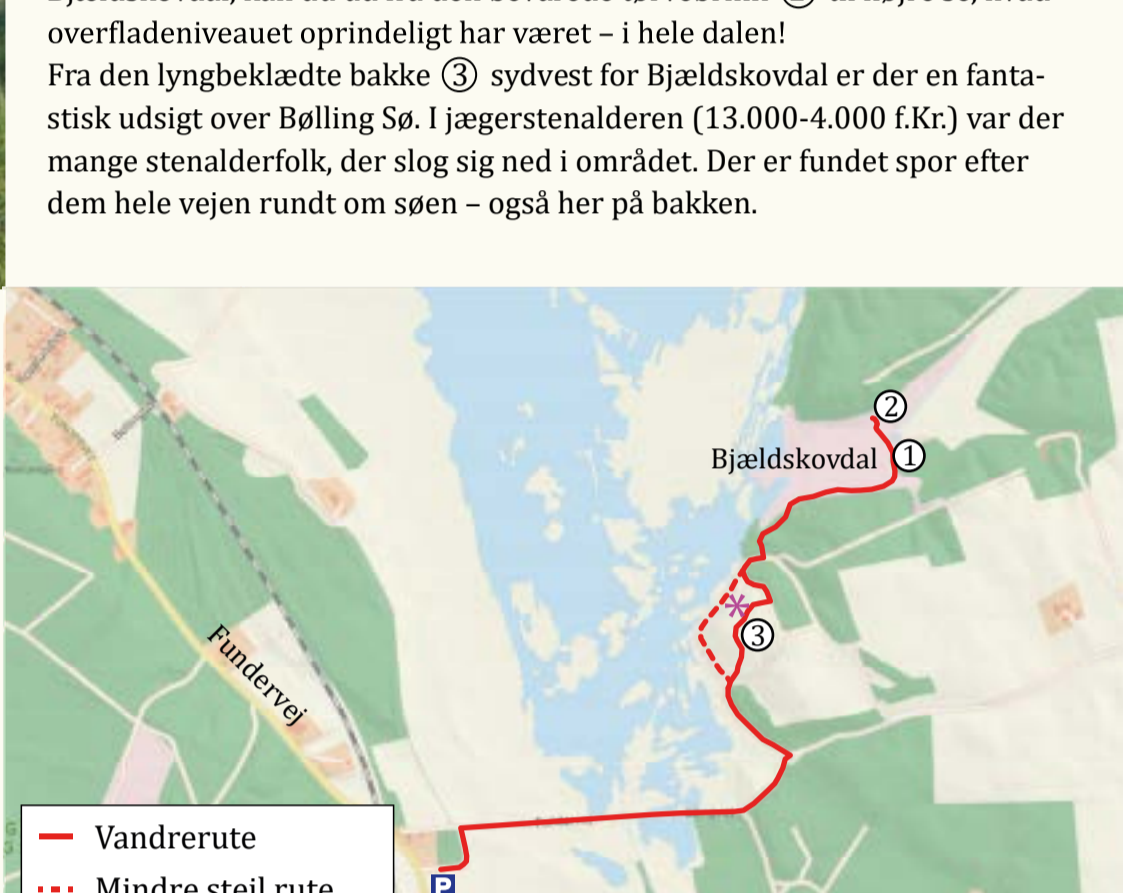 overfladeniveauet oprindeligt har været – i hele dalen!
Fra den lyngbeklædte bakke ③ sydvest for Bjældskovdal er der en fanta-
stisk udsigt over Bølling Sø. I jægerstenalderen (13.000-4.000 f.Kr.) var der
mange stenalderfolk, der slog sig ned i området. Der er fundet spor efter
dem hele vejen rundt om søen – også her på bakken.
②
Bjældskovdal ①
③
Fundervej
Vandrerute
Mindre stejl rute
P